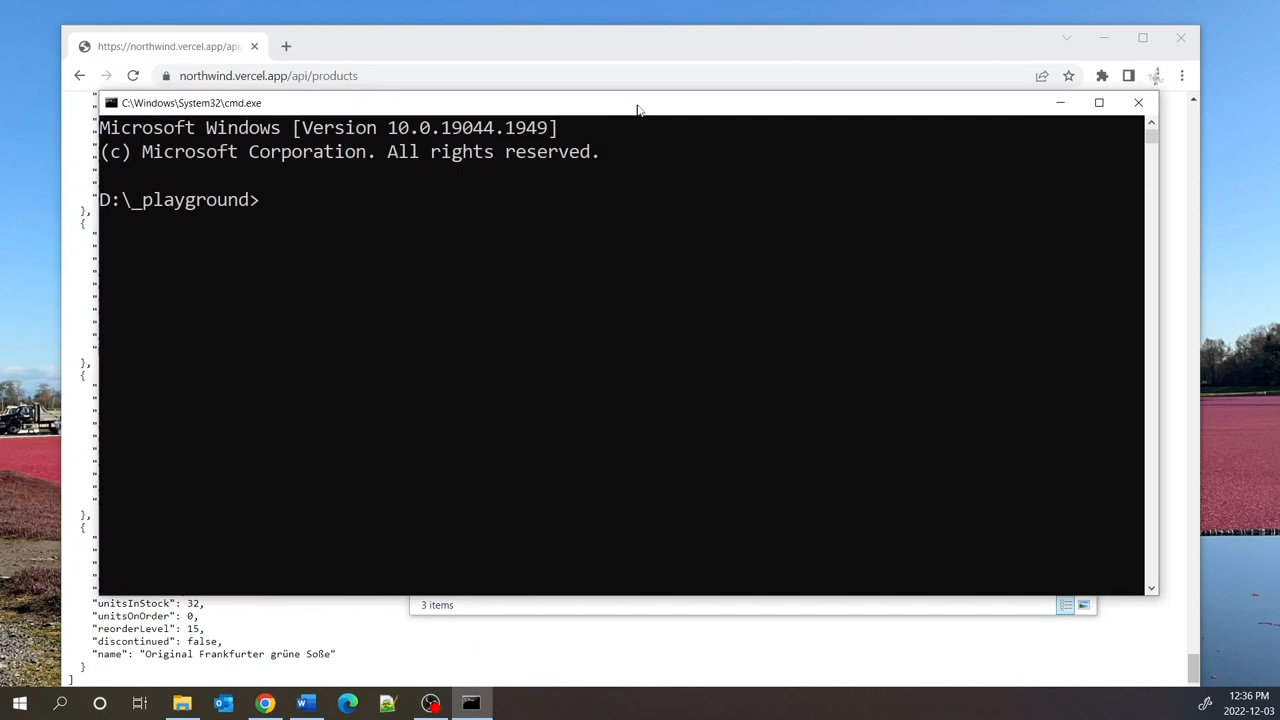 https://northwind.vercel.app/api,
northwind.vercel.app/api/products
C:\Windows\System32\cmd.exe
Microsoft Windows [Version 10.0.19044.1949]
(c) Microsoft Corporation. All rights reserved.
D:\_playground>
},
{
},
{
},
{
"unitsInStock": 32,
"unitsOnOrder": 0,
"reorderLevel": 15,
"discontinued": false,
"name": "Original Frankfurter grüne Soße"
}
]
3 items
12:36 PM
2022-12-03